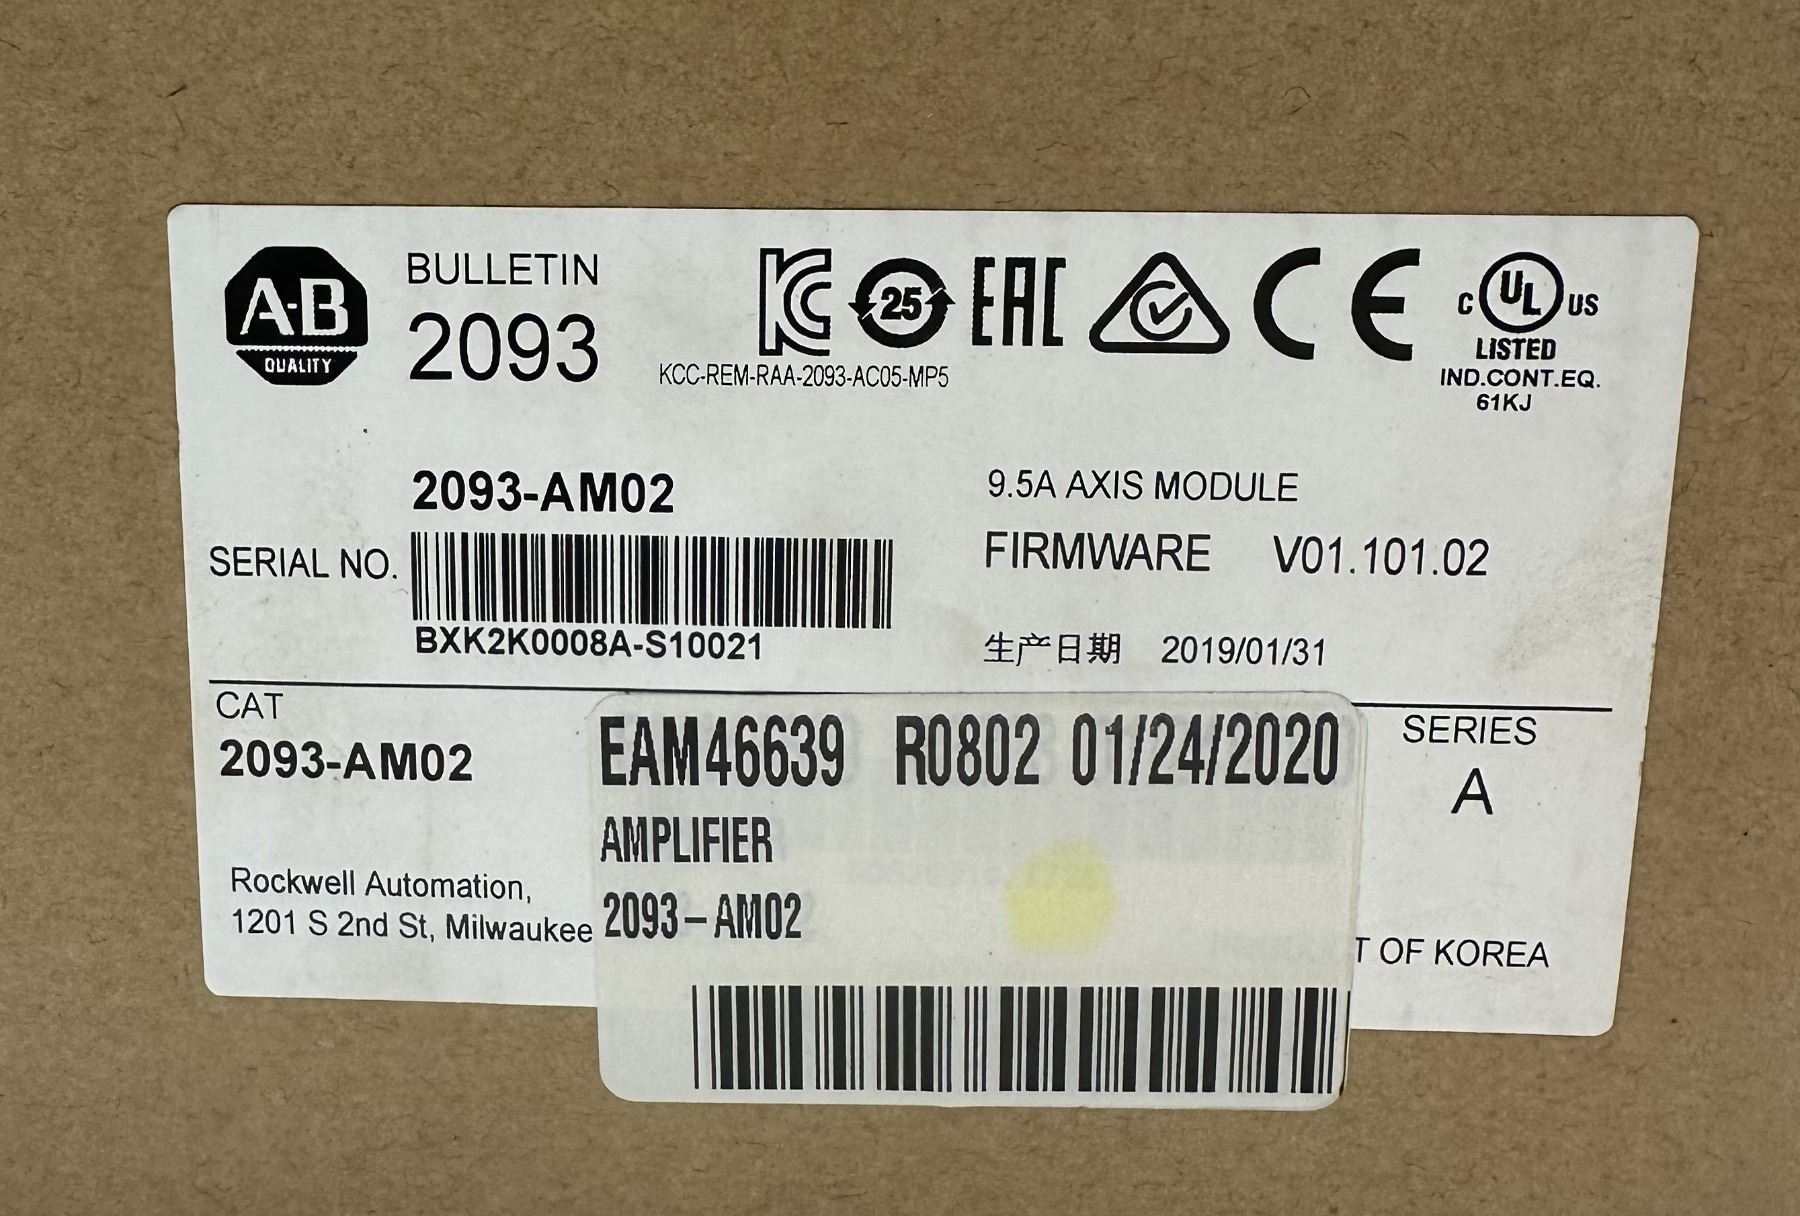 A-B
QUALITY
BULLETIN
2093
KC 25 EAC CE
KCC-REM-RAA-2093-AC05-MP5
C UL US
LISTED
IND.CONT.EQ.
61KJ
2093-AM02
9.5A AXIS MODULE
SERIAL NO.
FIRMWARE V01.101.02
BXK2K0008A-S10021
生产日期 2019/01/31
CAT
2093-AM02
SERIES
A
EAM46639 R0802 01/24/2020
AMPLIFIER
2093-AM02
Rockwell Automation,
1201 S 2nd St, Milwaukee
OF KOREA